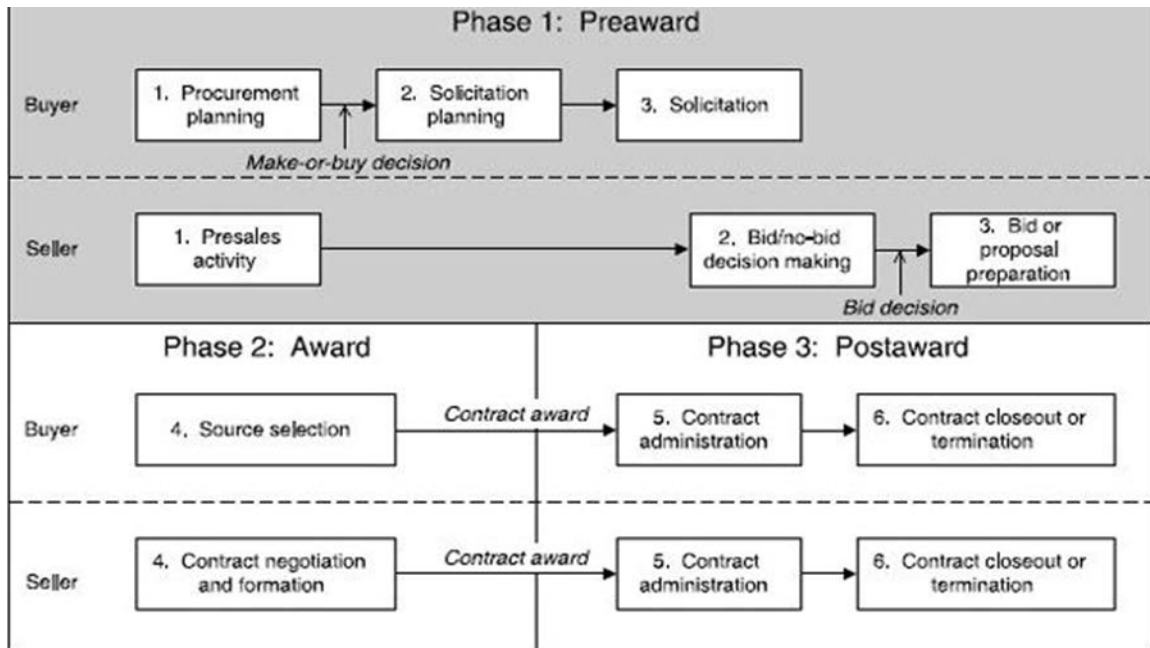 Phase 1: Preaward
Buyer
1. Procurement
planning
2. Solicitation
planning
3. Solicitation
Make-or-buy decision
Seller
1. Presales
activity
2. Bid/no-bid
decision making
3. Bid or
proposal
preparation
Bid decision
Phase 2: Award
Phase 3: Postaward
Buyer
4. Source selection
Contract award
5. Contract
administration
6. Contract closeout or
termination
Seller
4. Contract negotiation
and formation
Contract award
5. Contract
administration
6. Contract closeout or
termination